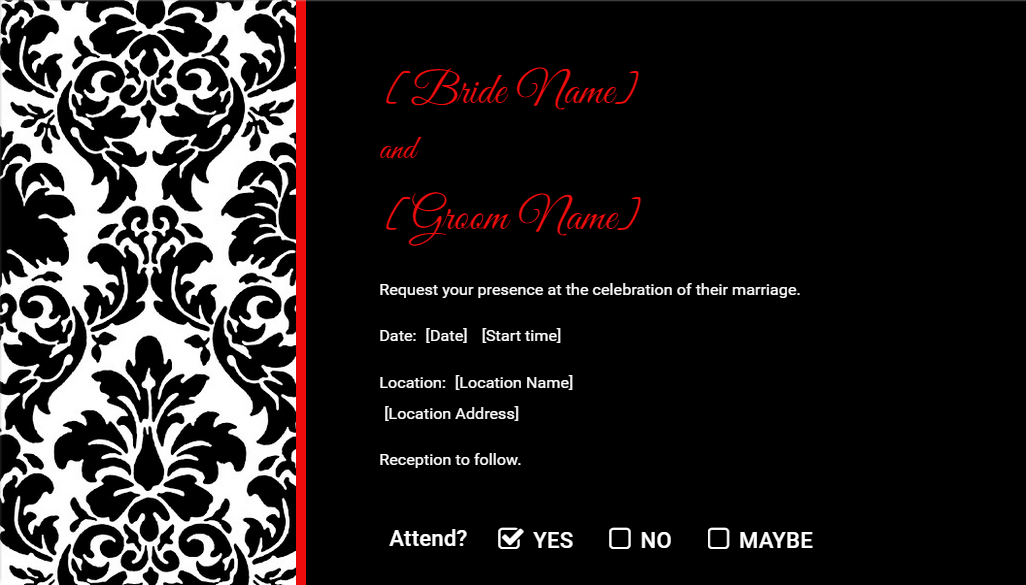 [Bride Name]
and
[Groom Name]
Request your presence at the celebration of their marriage.
Date: [Date] [Start time]
Location: [Location Name]
[Location Address]
Reception to follow.
Attend? YES NO MAYBE